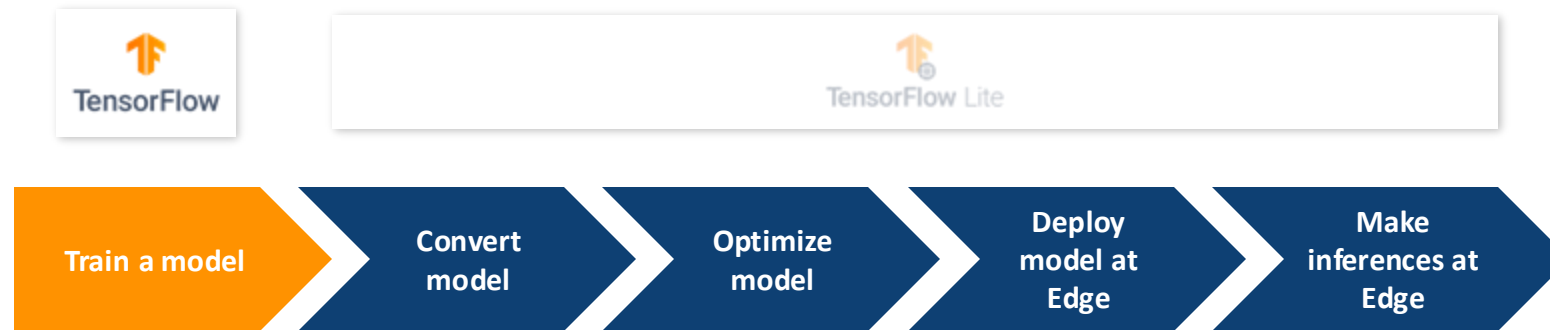 TensorFlow
TensorFlow Lite
Train a model
Convert
model
Optimize
model
Deploy
model at
Edge
Make
inferences at
Edge